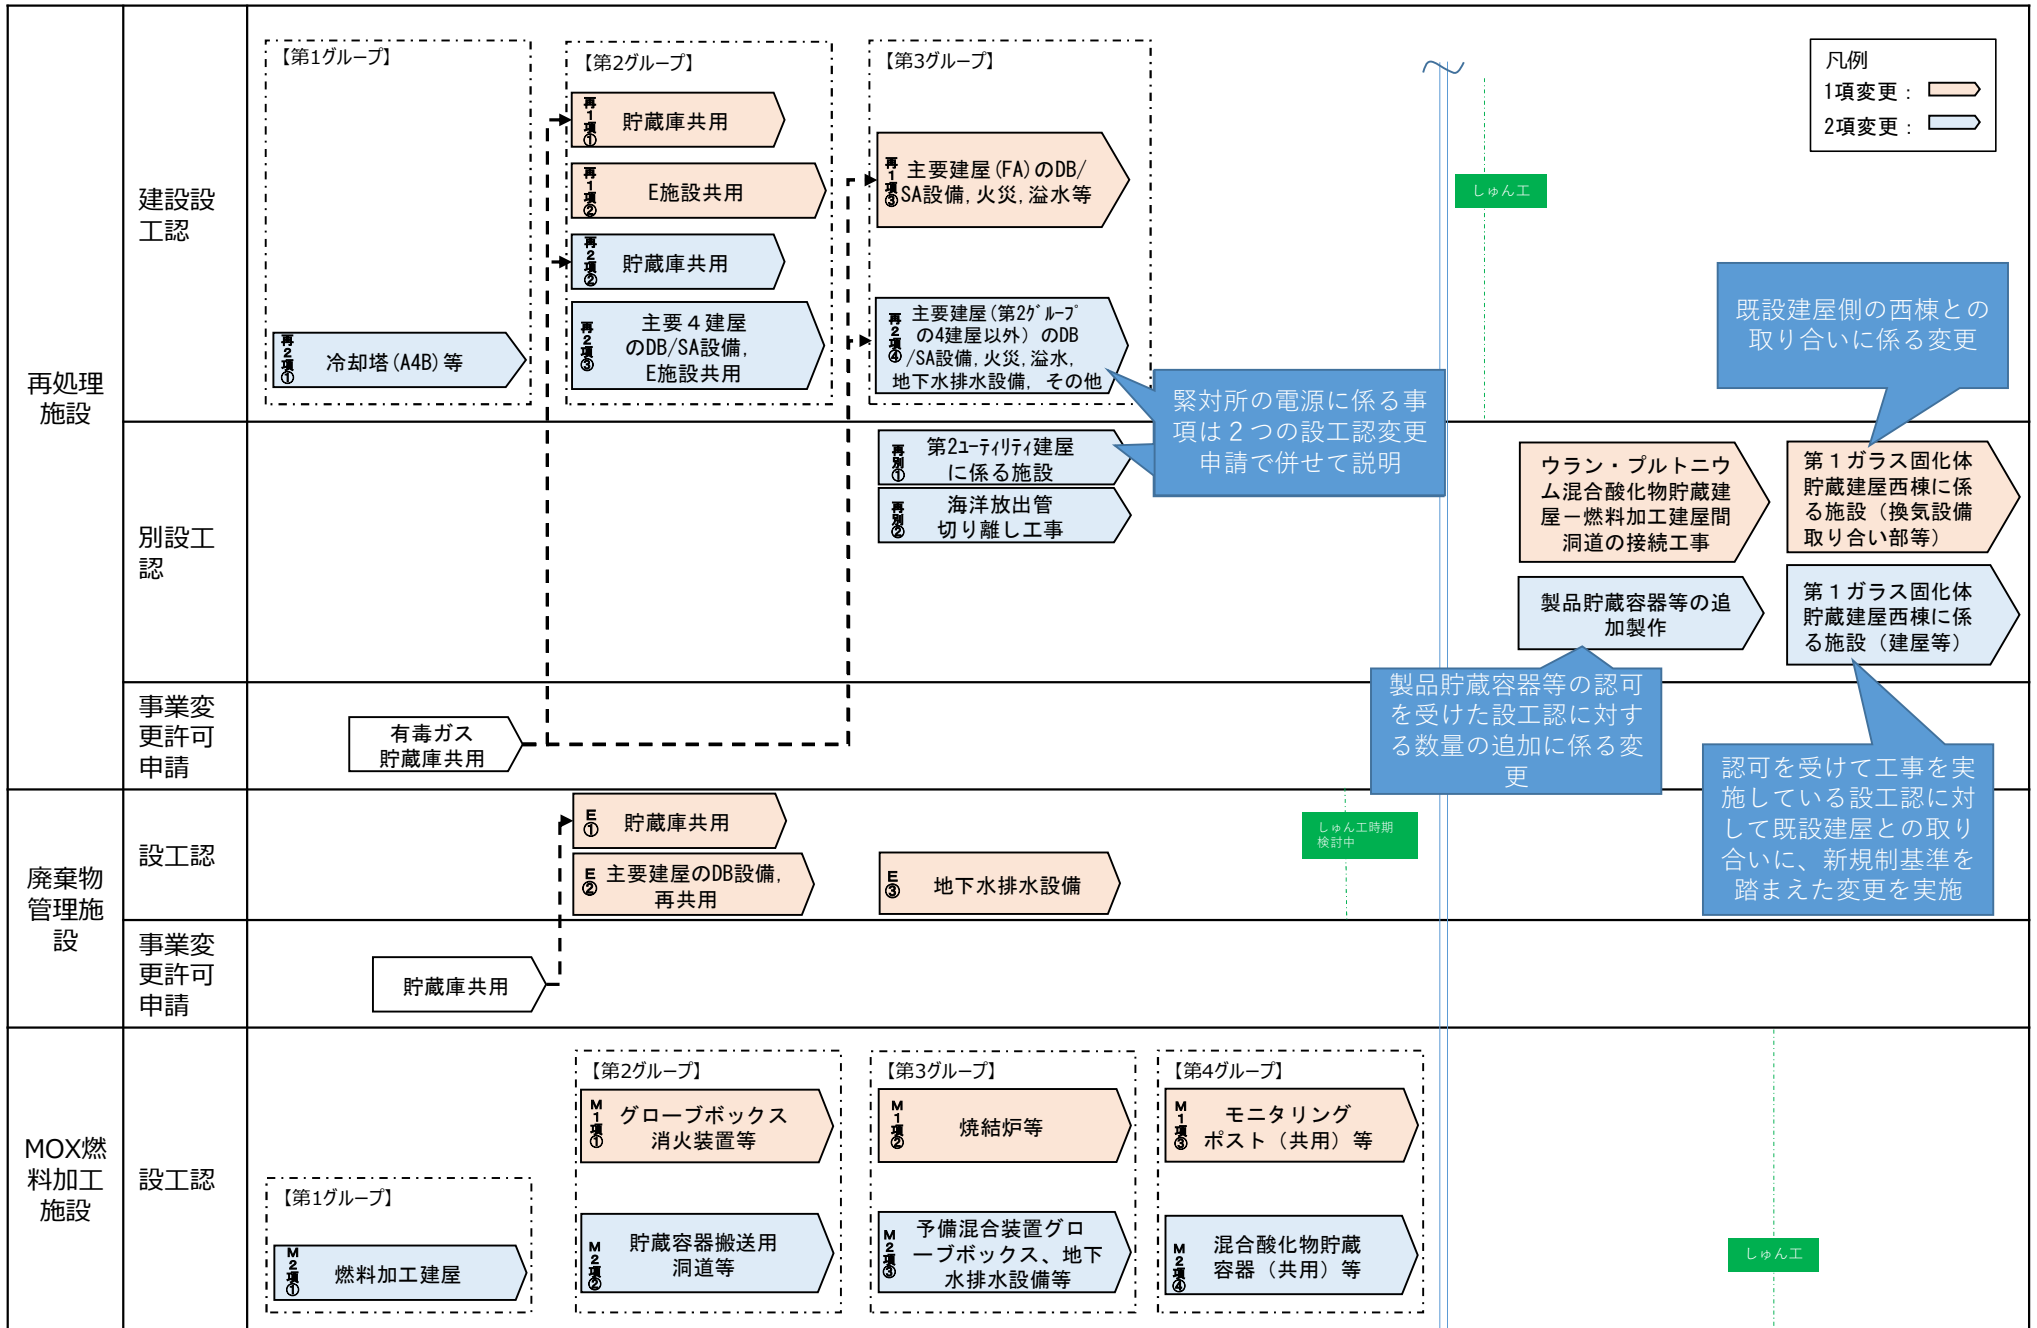 再処理
施設
建設設
工認
【第1グループ】
再2項①
冷却塔(A4B)等
【第2グループ】
再1項①
貯蔵庫共用
再1項②
E施設共用
再2項②
貯蔵庫共用
再2項③
主要４建屋
のDB/SA設備,
E施設共用
【第3グループ】
再1項③
主要建屋(FA)のDB/
SA設備,火災,溢水等
再2項④
主要建屋(第2ｸﾞﾙｰﾌﾟ
の4建屋以外）のDB
/SA設備,火災,溢水,
地下水排水設備, その他
しゅん工
凡例
1項変更：
2項変更：
既設建屋側の西棟との
取り合いに係る変更
緊対所の電源に係る事
項は２つの設工認変更
申請で併せて説明
別設工
認
再別①
第2ﾕｰﾃｨﾘﾃｨ建屋
に係る施設
再別②
海洋放出管
切り離し工事
ウラン・プルトニウ
ム混合酸化物貯蔵建
屋－燃料加工建屋間
洞道の接続工事
第１ガラス固化体
貯蔵建屋西棟に係
る施設（換気設備
取り合い部等）
製品貯蔵容器等の追
加製作
第１ガラス固化体
貯蔵建屋西棟に係
る施設（建屋等）
製品貯蔵容器等の認可
を受けた設工認に対す
る数量の追加に係る変
更
認可を受けて工事を実
施している設工認に対
して既設建屋との取り
合いに、新規制基準を
踏まえた変更を実施
事業変
更許可
申請
有毒ガス
貯蔵庫共用
廃棄物
管理施
設
設工認
E①
貯蔵庫共用
E②
主要建屋のDB設備,
再共用
E③
地下水排水設備
しゅん工時期
検討中
事業変
更許可
申請
貯蔵庫共用
MOX燃
料加工
施設
設工認
【第1グループ】
M2項①
燃料加工建屋
【第2グループ】
M1項①
グローブボックス
消火装置等
M2項②
貯蔵容器搬送用
洞道等
【第3グループ】
M1項②
焼結炉等
M2項③
予備混合装置グロ
ーブボックス、地下
水排水設備等
【第4グループ】
M1項③
モニタリング
ポスト（共用）等
M2項④
混合酸化物貯蔵
容器（共用）等
しゅん工